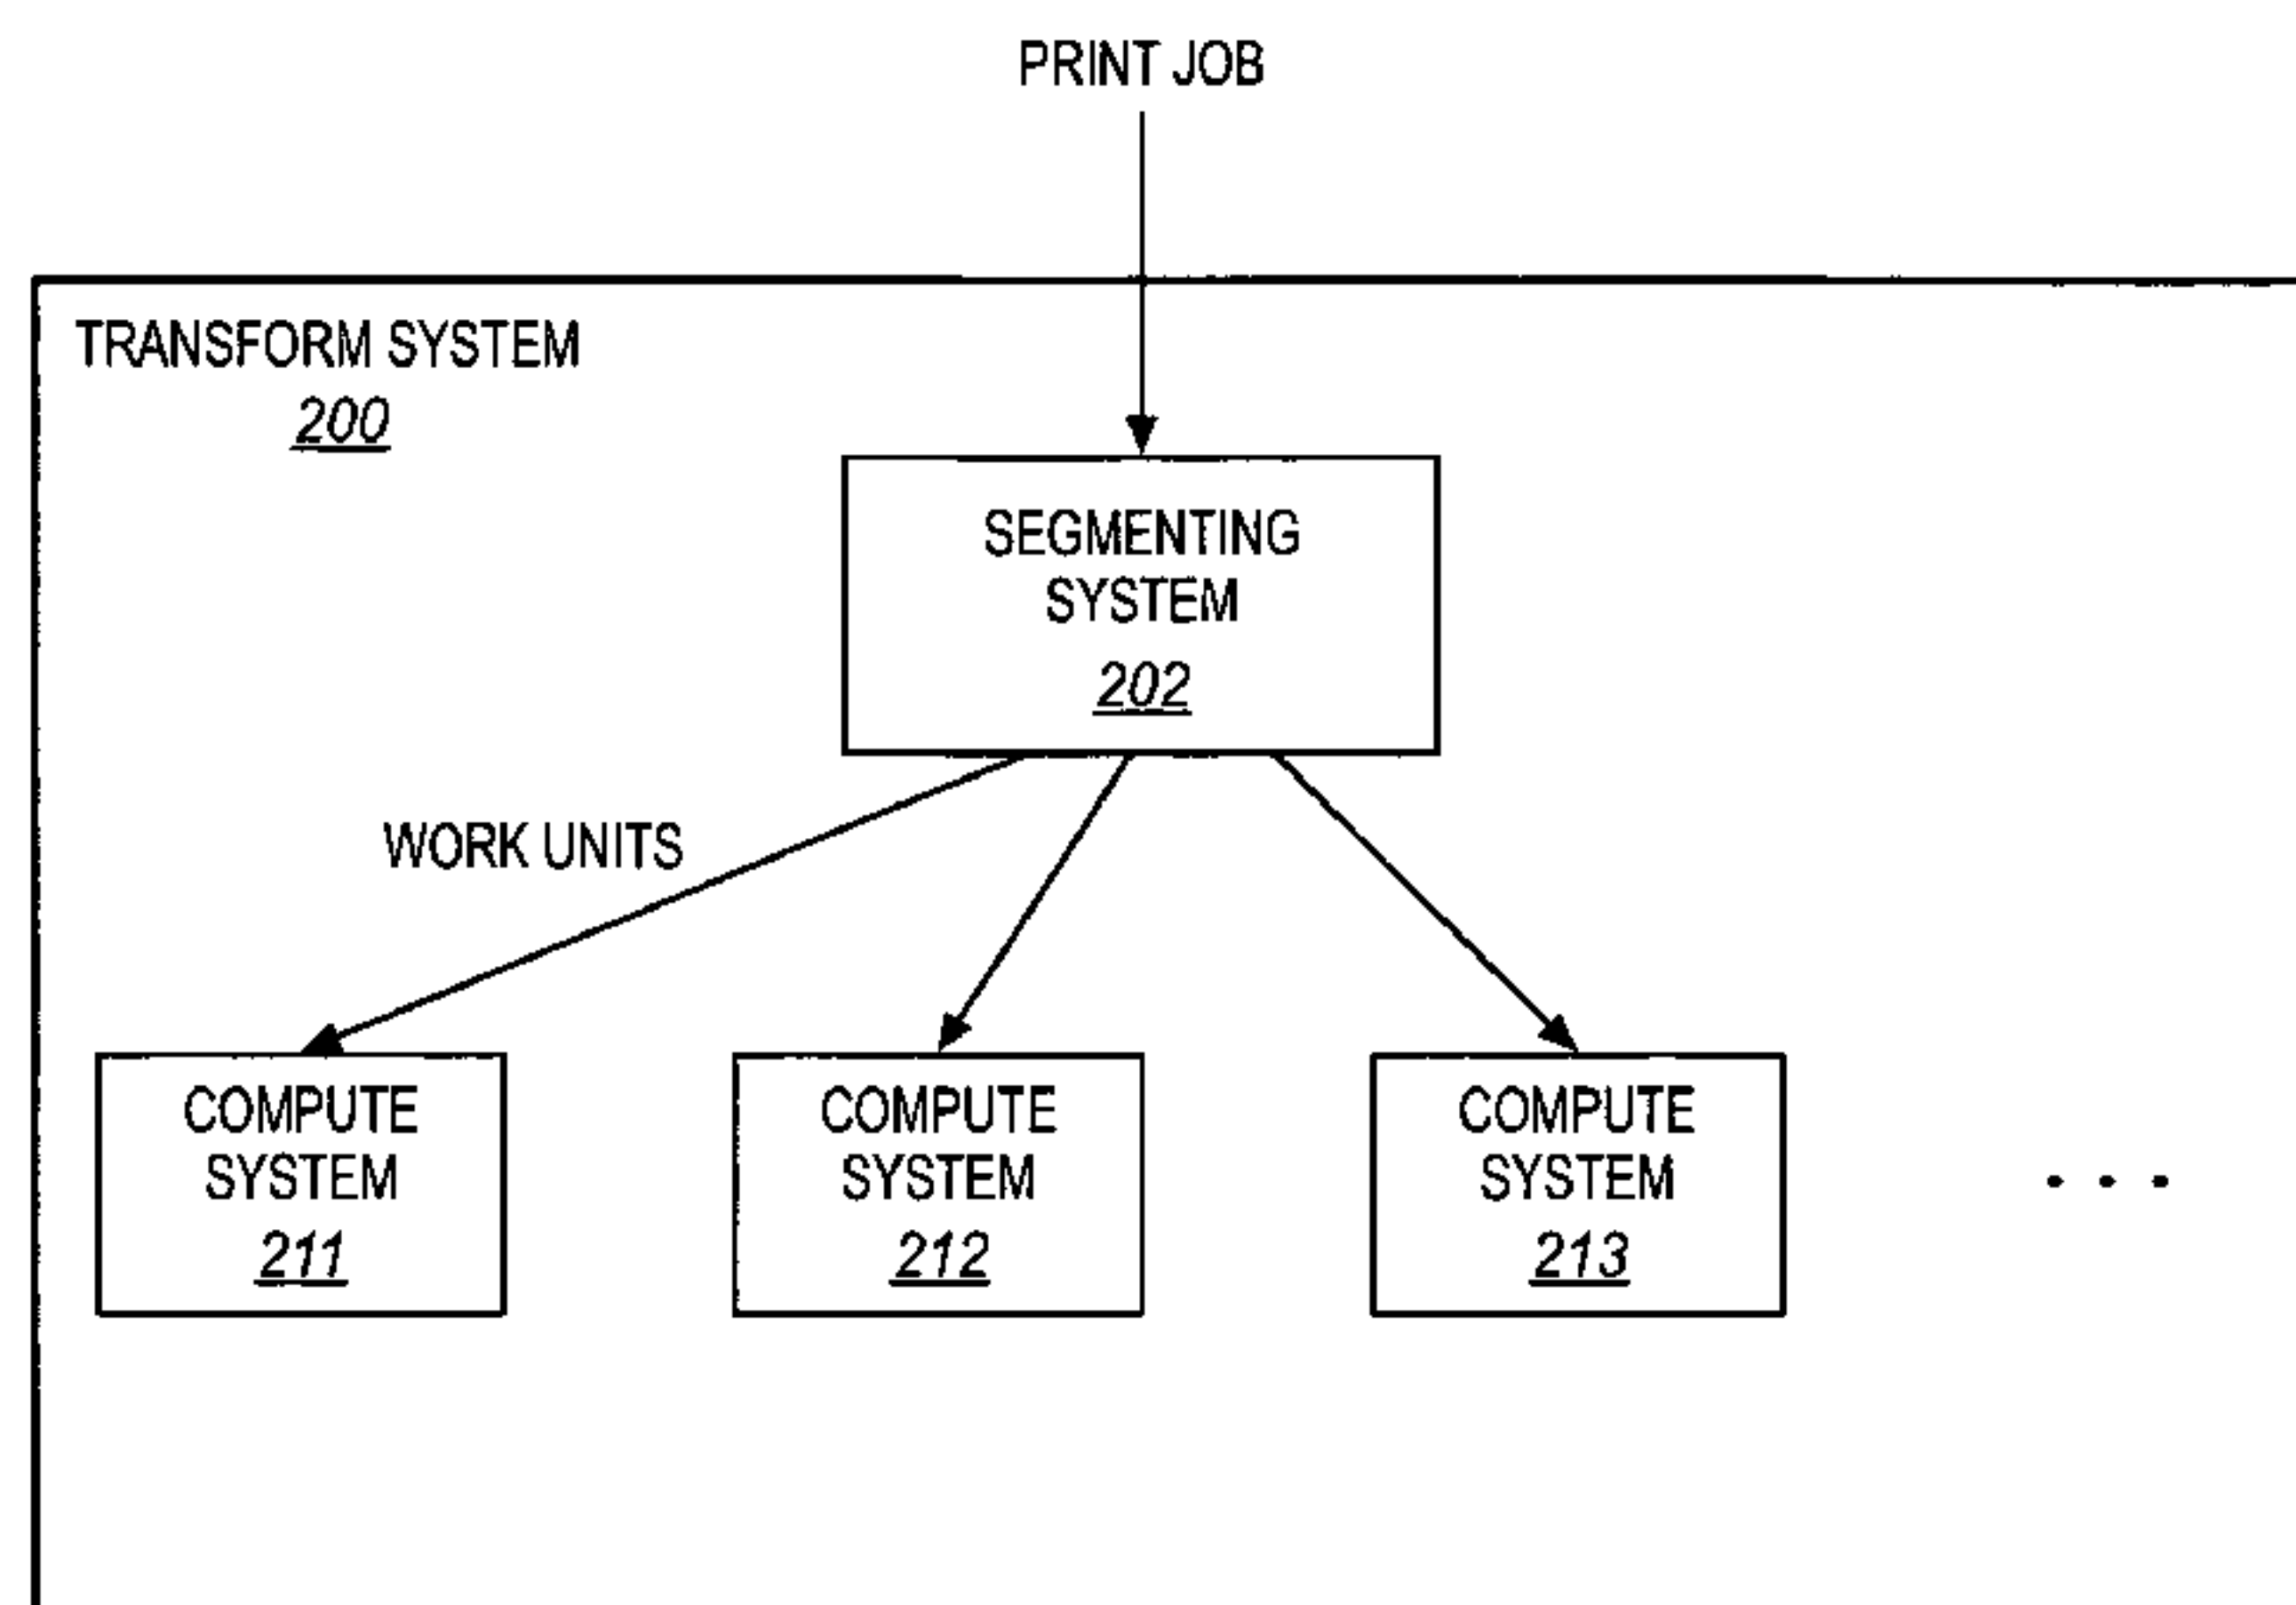 PRINT JOB
TRANSFORM SYSTEM
200
SEGMENTING
SYSTEM
202
WORK UNITS
COMPUTE
SYSTEM
211
COMPUTE
SYSTEM
212
COMPUTE
SYSTEM
213
. . .